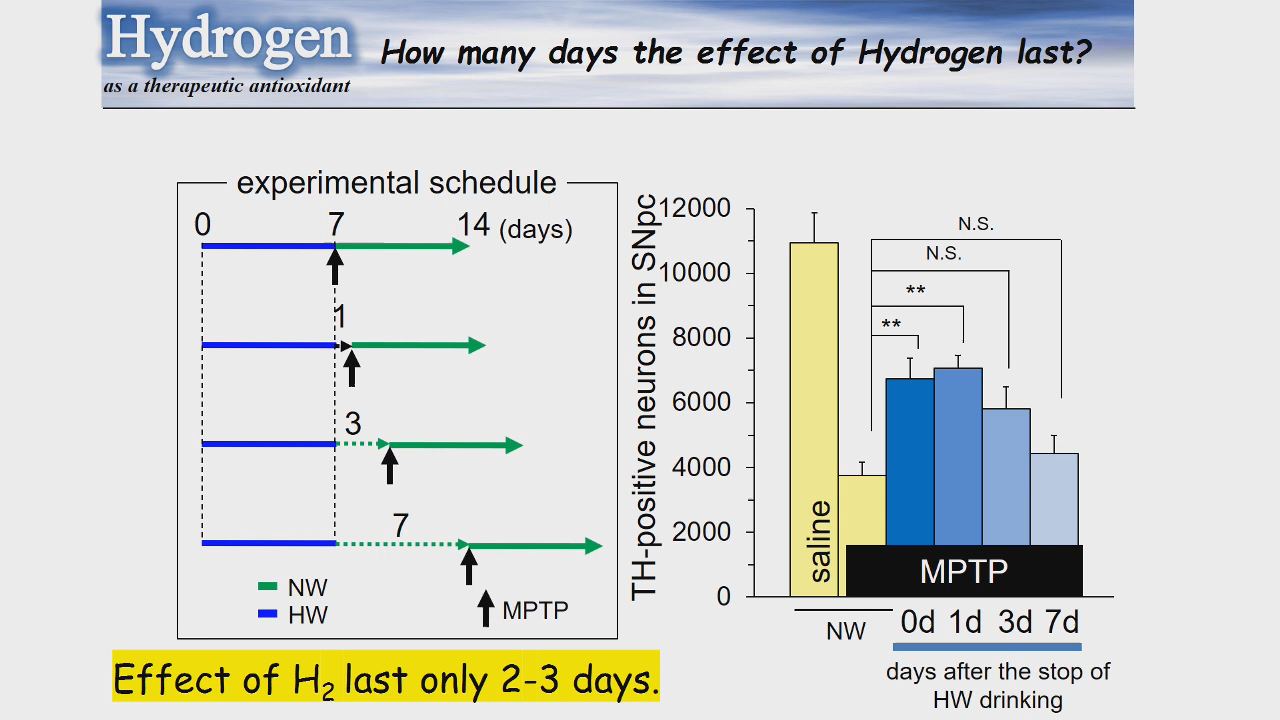 Hydrogen
as a therapeutic antioxidant
How many days the effect of Hydrogen last?
experimental schedule
0 7 14 (days)
1
3
7
NW
HW
MPTP
Effect of H₂ last only 2-3 days.
TH-positive neurons in SNpc
12000
10000
8000
6000
4000
2000
0
N.S.
N.S.
**
**
saline
MPTP
NW
0d 1d 3d 7d
days after the stop of
HW drinking